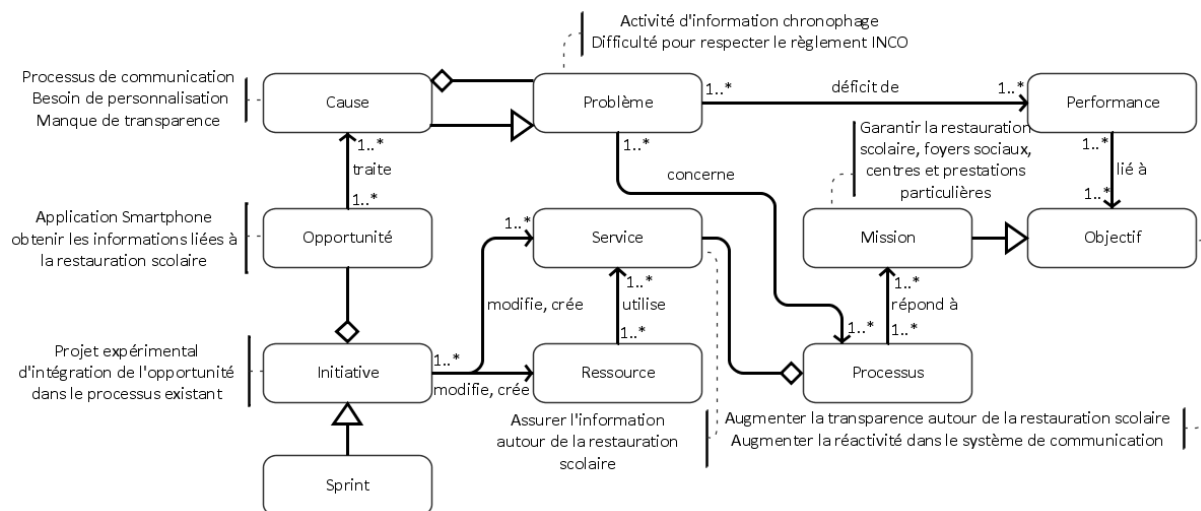 Activité d'information chronophage
Difficulté pour respecter le règlement INCO
Processus de communication
Besoin de personnalisation
Manque de transparence
Cause
Problème
1..*
déficit de
1..*
Performance
1..*
traite
1..*
1..*
concerne
Garantir la restauration
scolaire, foyers sociaux,
centres et prestations
particulières
1..*
lié à
1..*
Application Smartphone
obtenir les informations liées à
la restauration scolaire
Opportunité
1..*
Service
Mission
Objectif
modifie, crée
1..*
utilise
1..*
1..*
répond à
1..*
1..*
Projet expérimental
d'intégration de l'opportunité
dans le processus existant
Initiative
1..*
modifie, crée
Ressource
Processus
Assurer l'information
autour de la restauration
scolaire
Augmenter la transparence autour de la restauration scolaire
Augmenter la réactivité dans le système de communication
Sprint